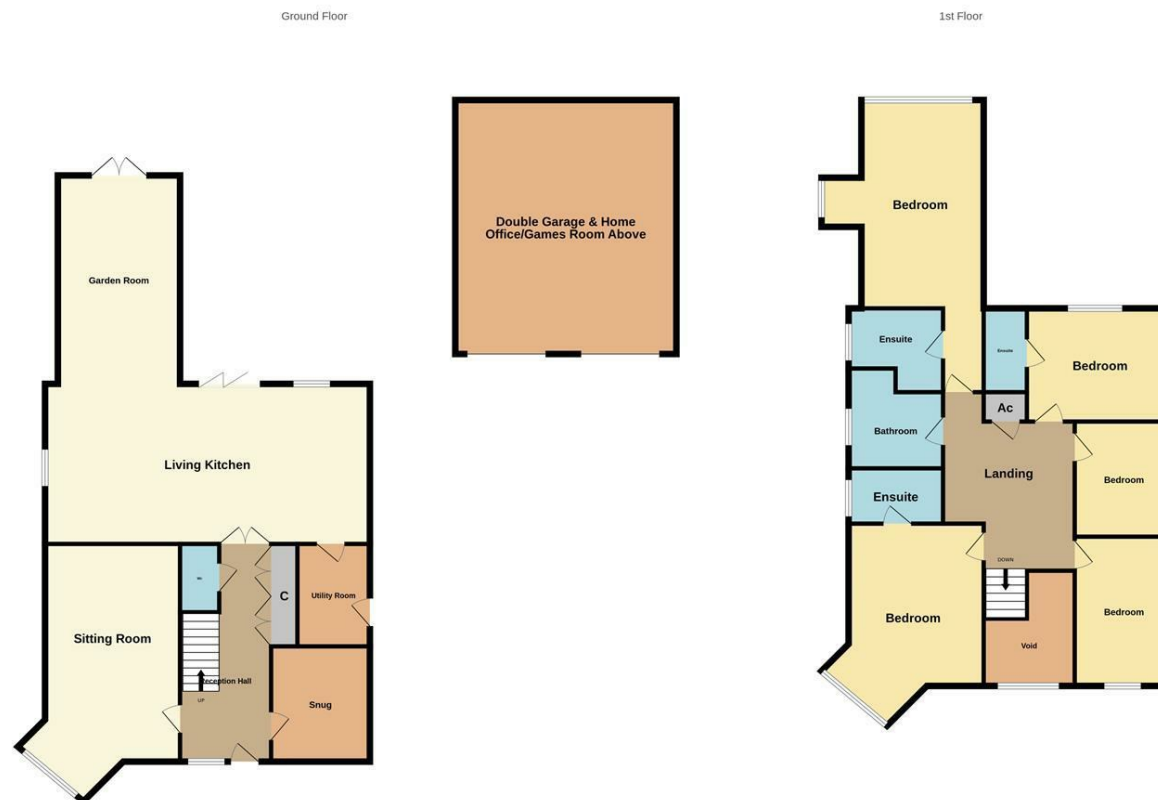 Ground Floor
1st Floor
Double Garage & Home
Office/Games Room Above
Garden Room
Living Kitchen
Sitting Room
C
Utility Room
Reception Hall
UP
Snug
Bedroom
Ensuite
Ensuite
Bedroom
Ac
Bathroom
Landing
Bedroom
Ensuite
DOWN
Bedroom
Bedroom
Void